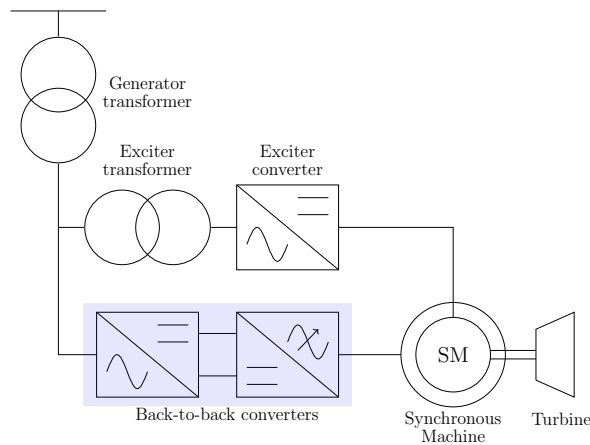 Generator
transformer
Exciter
transformer
Exciter
converter
SM
Back-to-back converters
Synchronous
Machine
Turbine